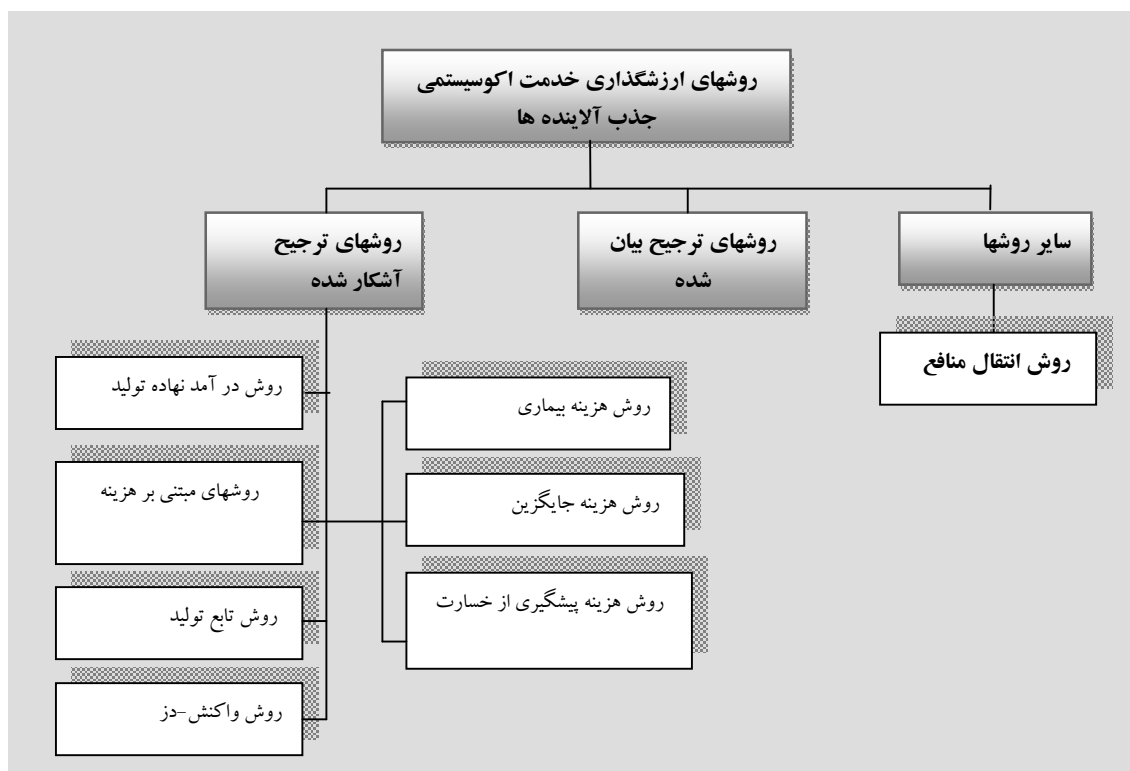 روشهای ارزشگذاری خدمت اکوسیستمی
جذب آلاینده ها
سایر روشها
روشهای ترجیح بیان
شده
روشهای ترجیح
آشکار شده
روش انتقال منافع
روش هزینه بیماری
روش هزینه جایگزین
روش هزینه پیشگیری از خسارت
روش در آمد نهاده تولید
روشهای مبتنی بر هزینه
روش تابع تولید
روش واکنش-دز